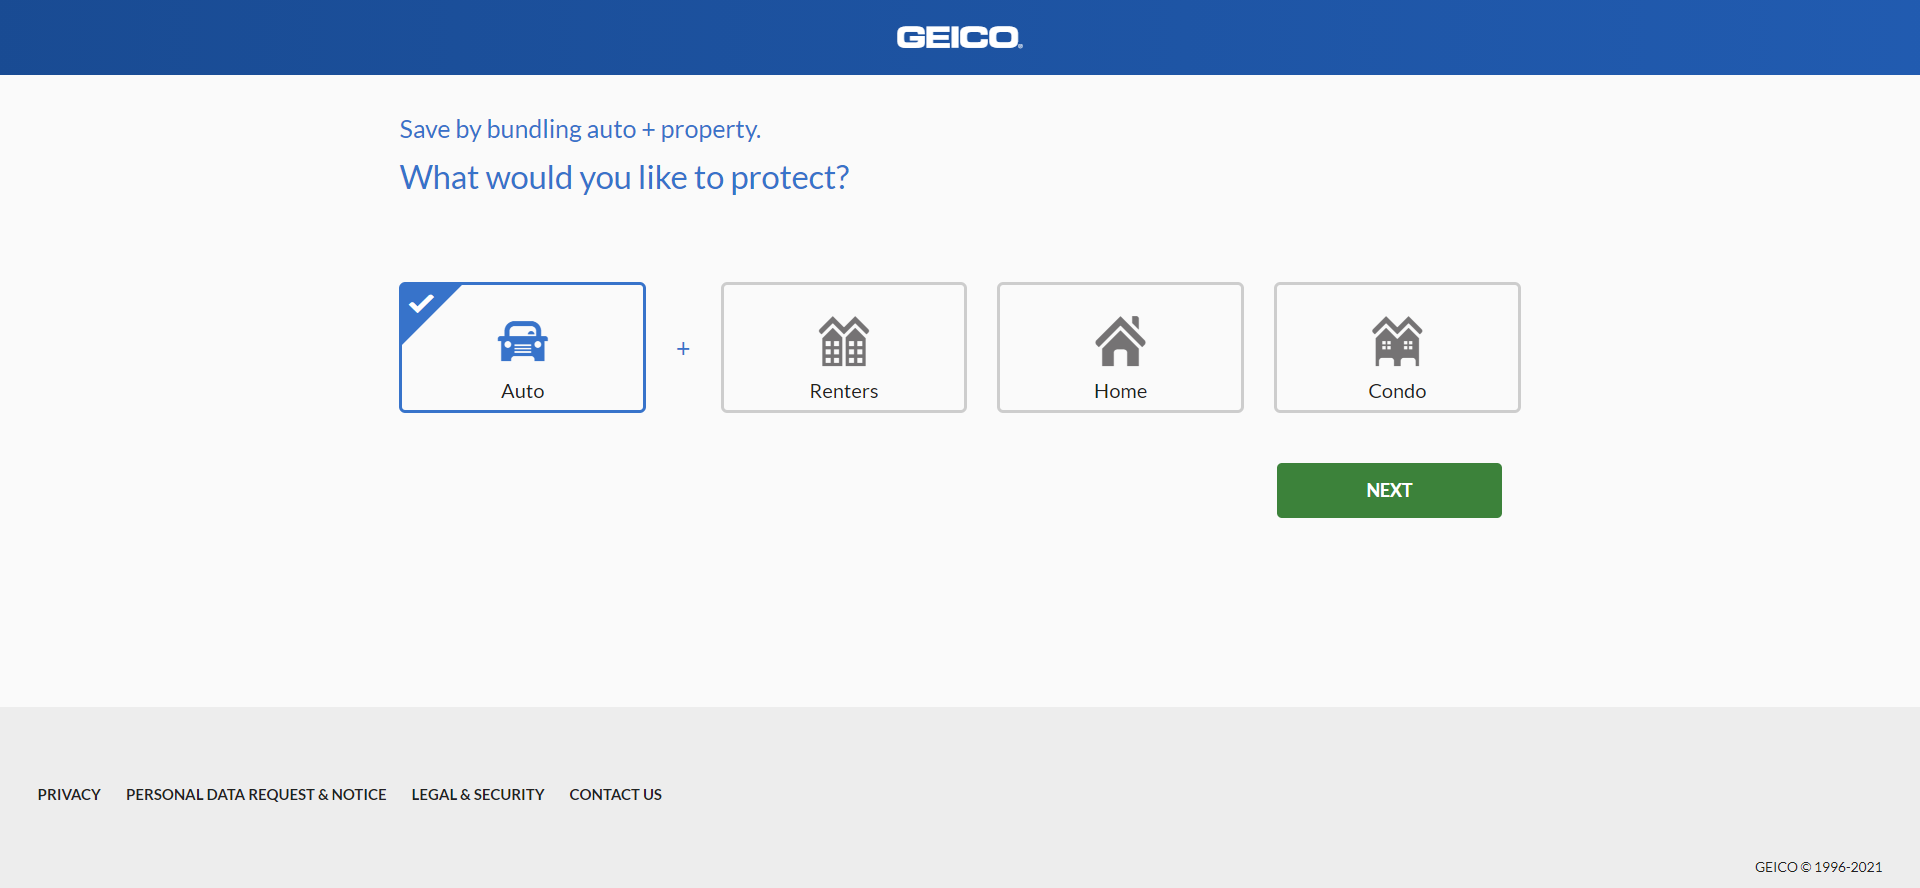 GEICO®
Save by bundling auto + property.
What would you like to protect?
Auto
+
Renters
Home
Condo
NEXT
PRIVACY PERSONAL DATA REQUEST & NOTICE LEGAL & SECURITY CONTACT US
GEICO © 1996-2021